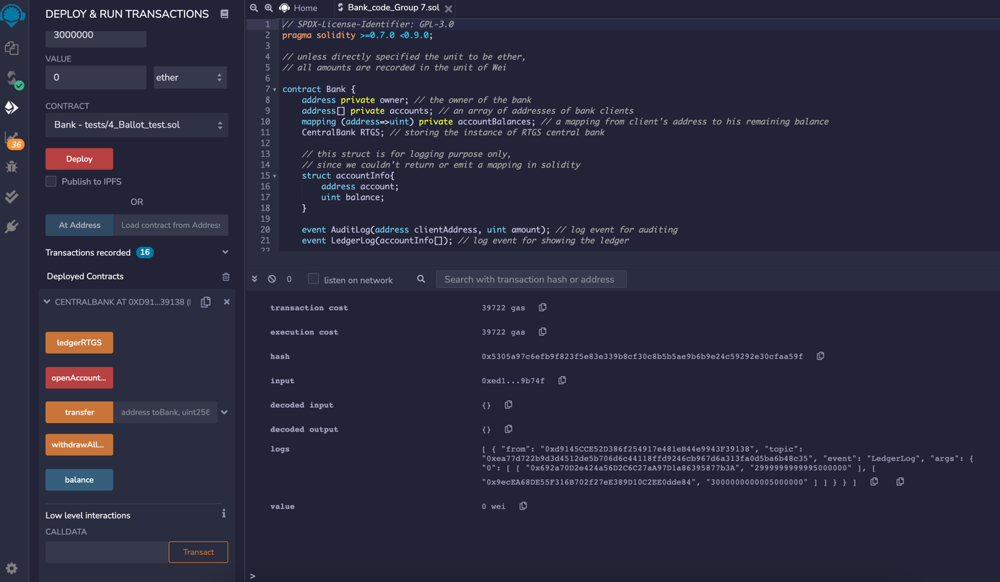 DEPLOY & RUN TRANSACTIONS
3000000
VALUE
0
ether
CONTRACT
Bank - tests/4_Ballot_test.sol
36
Deploy
Publish to IPFS
OR
At Address
Load contract from Address
Transactions recorded 16
Deployed Contracts
CENTRALBANK AT 0XD91...39138 (
ledgerRTGS
openAccount...
transfer
address toBank, uint256
withdrawAll...
balance
Low level interactions
i
CALLDATA
Transact
Home
Bank_code_Group 7.sol
1 // SPDX-License-Identifier: GPL-3.0
2 pragma solidity >=0.7.0 <0.9.0;
3
4 // unless directly specified the unit to be ether,
5 // all amounts are recorded in the unit of Wei
6
7 contract Bank {
8 address private owner; // the owner of the bank
9 address[] private accounts; // an array of addresses of bank clients
10 mapping (address=>uint) private accountBalances; // a mapping from client's address to his remaining balance
11 CentralBank RTGS; // storing the instance of RTGS central bank
12
13 // this struct is for logging purpose only,
14 // since we couldn't return or emit a mapping in solidity
15 struct accountInfo{
16 address account;
17 uint balance;
18 }
19
20 event AuditLog(address clientAddress, uint amount); // log event for auditing
21 event LedgerLog(accountInfo[]); // log event for showing the ledger
22
0
listen on network
Search with transaction hash or address
transaction cost 39722 gas
execution cost 39722 gas
hash 0x5305a97c6efb9f823f5e83e339b8cf30c8b5b5ae9b6b9e24c59292e30cfaa59f
input 0xed1...9b74f
decoded input {}
decoded output {}
logs [ { "from": "0xd9145CCE52D386f254917e481eB44e9943F39138", "topic":
"0xea77d722b9d3d4512de5b706d6c44118ffd9246cb967d6a313fa0d5ba6b48c35", "event": "LedgerLog", "args": {
"0": [ [ "0x692a70D2e424a56D2C6C27aA97D1a86395877b3A", "2999999999995000000" ], [
"0x9ecEA68DE55F316B702f27eE389D10C2EE0dde84", "3000000000005000000" ] ] } } ]
value 0 wei
>